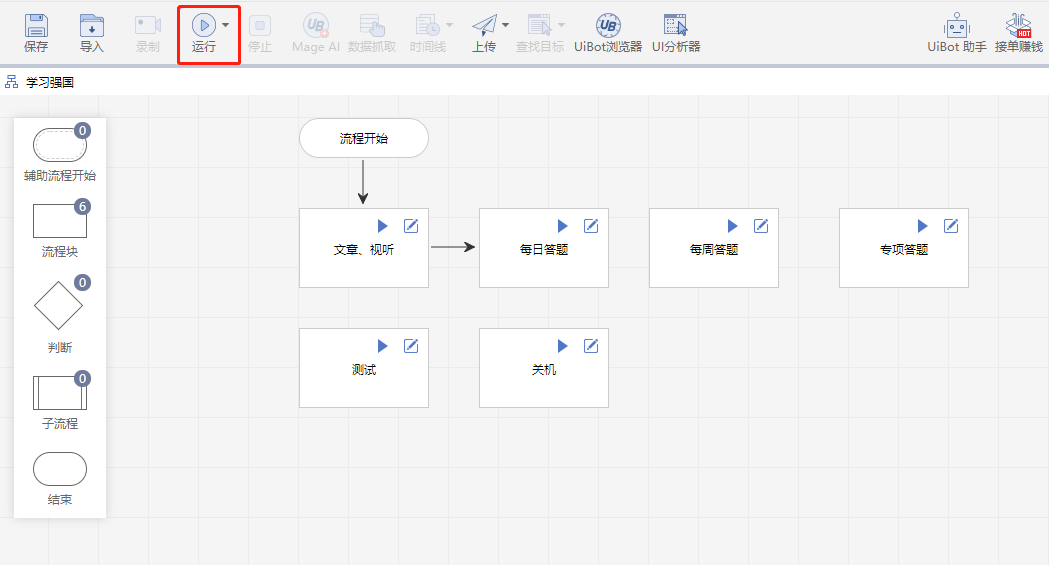 保存
导入
录制
运行
停止
Mage AI
数据抓取
时间线
上传
查找目标
UiBot浏览器
UI分析器
UiBot 助手
接单赚钱
HOT
UB
UB
学习强国
0
辅助流程开始
6
流程块
0
判断
0
子流程
结束
流程开始
文章、视听
每日答题
每周答题
专项答题
测试
关机